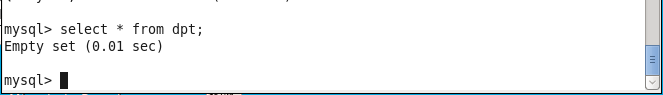 mysql> select * from dpt;
Empty set (0.01 sec)
mysql>